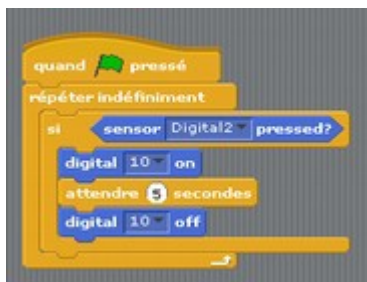 quand pressé
répéter indéfiniment
si sensor Digital2 pressed?
digital 10 on
attendre 5 secondes
digital 10 off